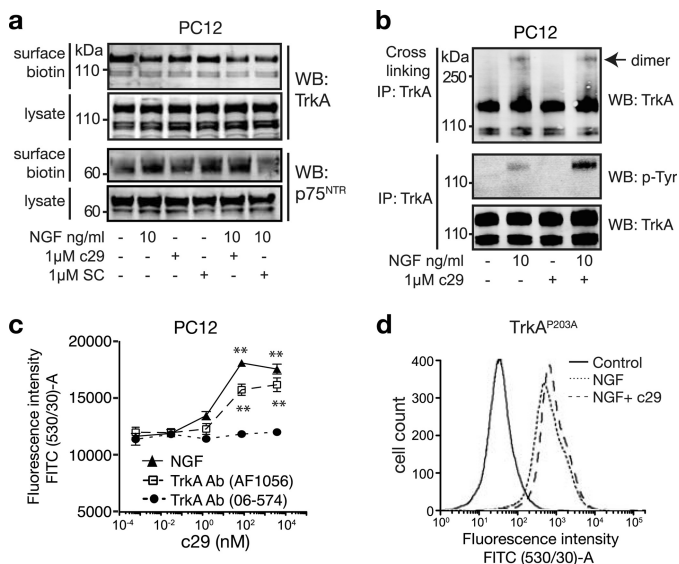 a
PC12
surface biotin
kDa
110
WB: TrkA
lysate
110
surface biotin
60
WB: p75NTR
lysate
60
NGF ng/ml - 10 - - 10 10
1µM c29 - - + - + -
1µM SC - - - + - +
b
PC12
Cross linking
IP: TrkA
kDa
250
110
dimer
WB: TrkA
IP: TrkA
110
WB: p-Tyr
110
WB: TrkA
NGF ng/ml - 10 - 10
1µM c29 - - + +
c
PC12
Fluorescence intensity
FITC (530/30)-A
20000
15000
10000
5000
** **
** **
NGF
TrkA Ab (AF1056)
TrkA Ab (06-574)
10-4 10-2 100 102 104
c29 (nM)
d
TrkAP203A
cell count
400
300
200
100
0
Control
NGF
NGF+ c29
100 101 102 103 104 105
Fluorescence intensity
FITC (530/30)-A